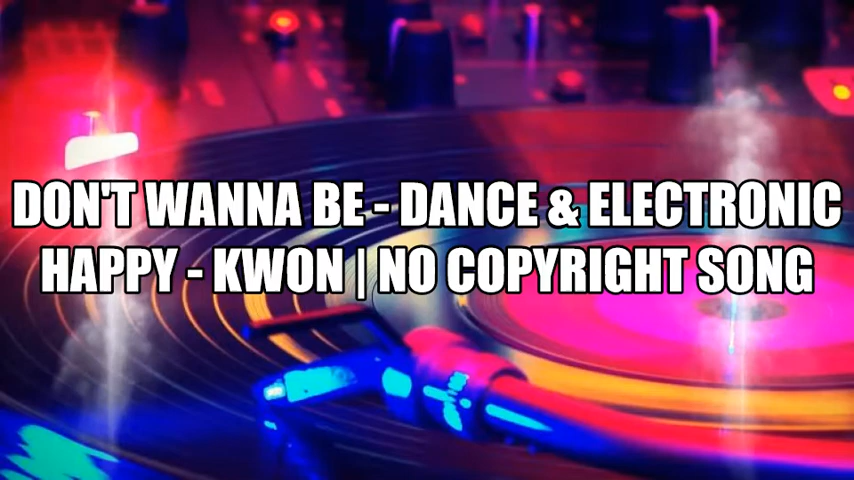 DON'T WANNA BE - DANCE & ELECTRONIC
HAPPY - KWON | NO COPYRIGHT SONG